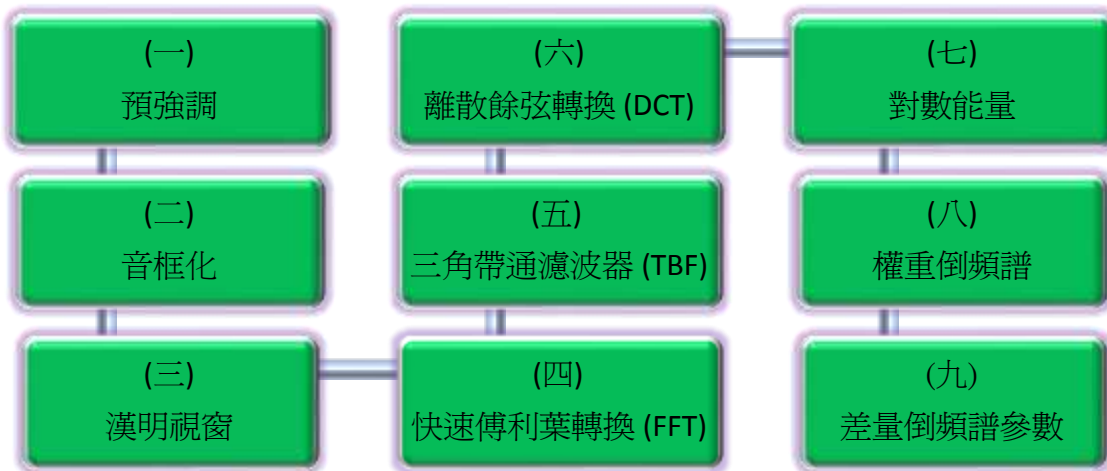 (一)
預強調
(二)
音框化
(三)
漢明視窗
(四)
快速傅利葉轉換 (FFT)
(五)
三角帶通濾波器 (TBF)
(六)
離散餘弦轉換 (DCT)
(七)
對數能量
(八)
權重倒頻譜
(九)
差量倒頻譜參數